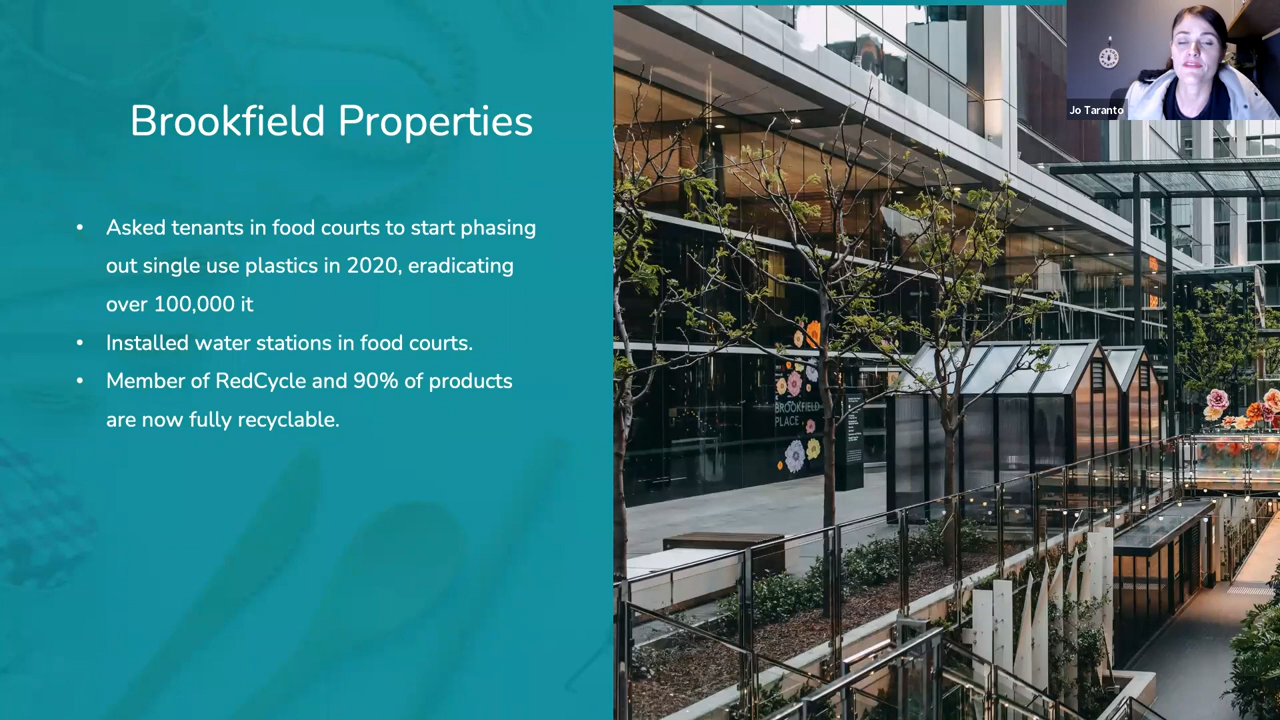 Brookfield Properties
• Asked tenants in food courts to start phasing
out single use plastics in 2020, eradicating
over 100,000 it
• Installed water stations in food courts.
• Member of RedCycle and 90% of products
are now fully recyclable.
Jo Taranto
BROOKFIELD
PLACE